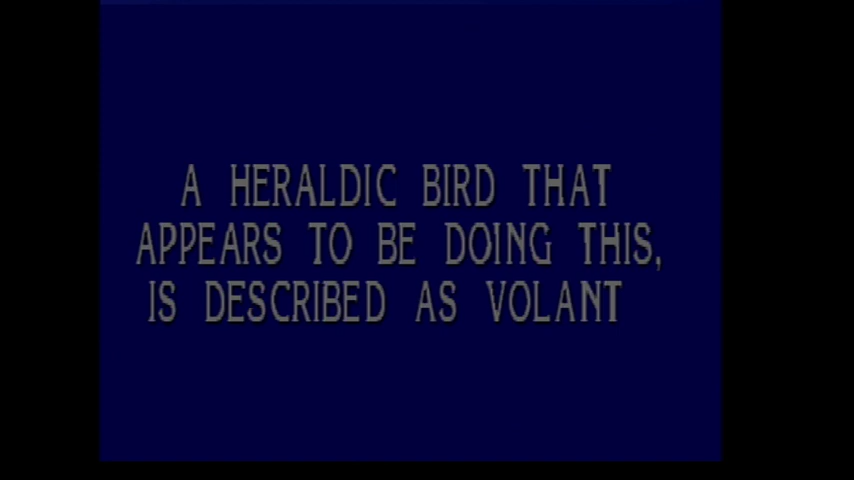 A HERALDIC BIRD THAT
APPEARS TO BE DOING THIS,
IS DESCRIBED AS VOLANT